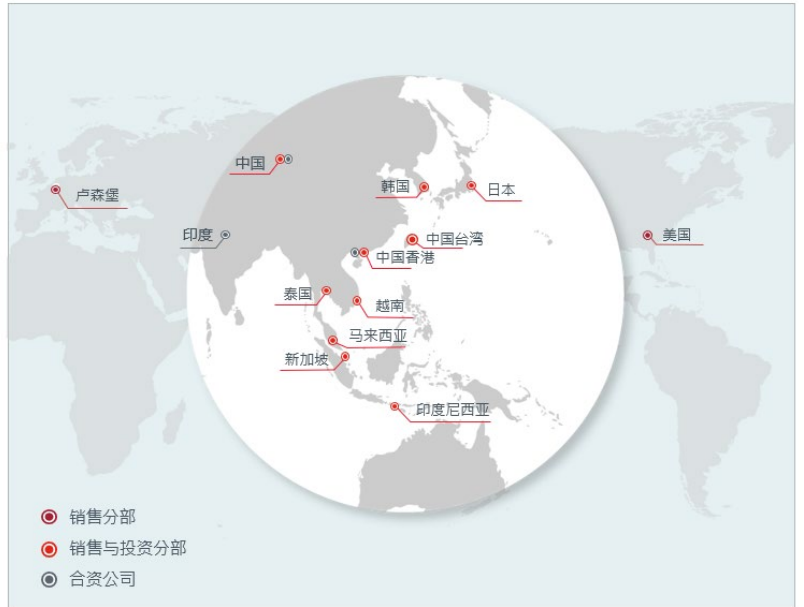 中国
韩国
日本
卢森堡
印度
中国台湾
美国
中国香港
泰国
越南
马来西亚
新加坡
印度尼西亚
销售分部
销售与投资分部
合资公司